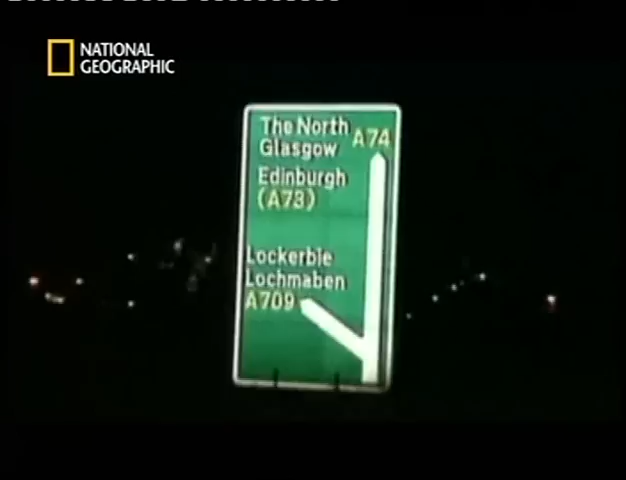 NATIONAL
GEOGRAPHIC
The North A74
Glasgow
Edinburgh
(A73)
Lockerbie
Lochmaben
A709